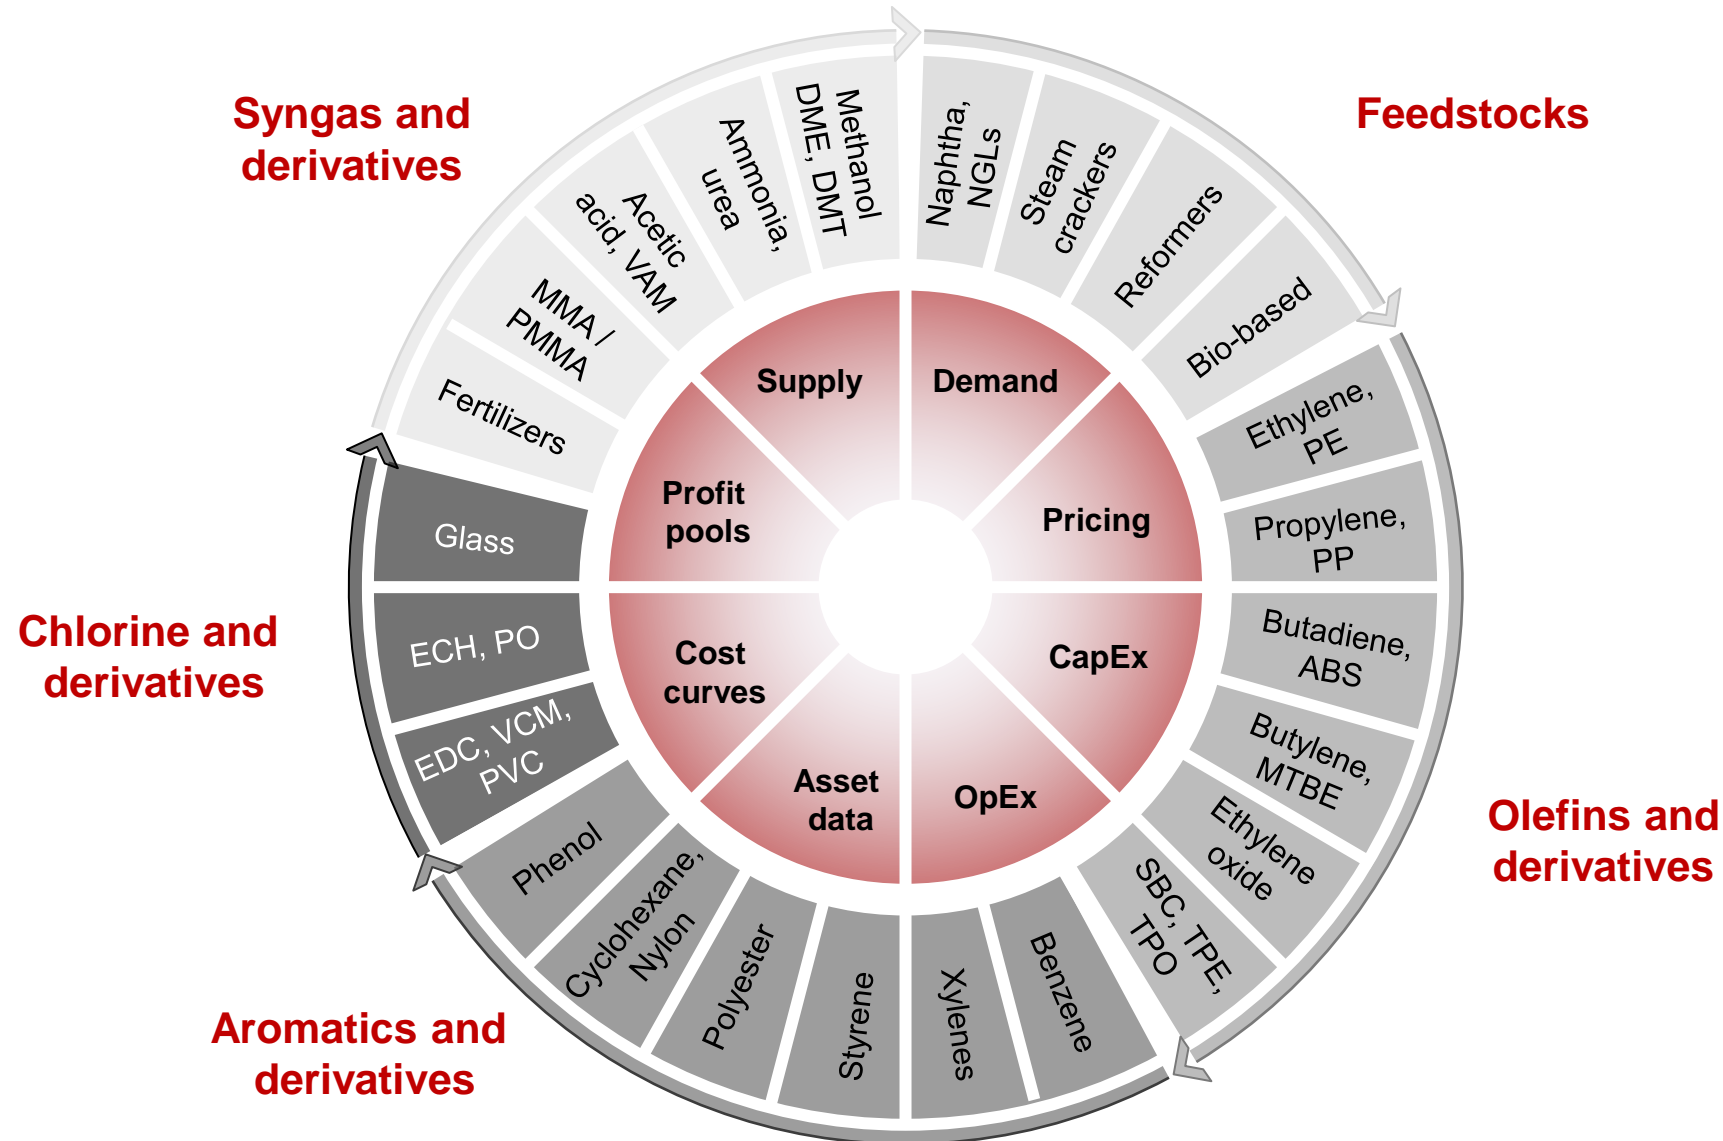 Syngas and
derivatives
Feedstocks
Olefins and
derivatives
Aromatics and
derivatives
Chlorine and
derivatives
Naphtha,
NGLs
Steam
crackers
Reformers
Bio-based
Ethylene,
PE
Propylene,
PP
Butadiene,
ABS
Butylene,
MTBE
Ethylene
oxide
SBC, TPE,
TPO
Benzene
Xylenes
Styrene
Polyester
Cyclohexane,
Nylon
Phenol
EDC, VCM,
PVC
ECH, PO
Glass
Fertilizers
MMA /
PMMA
Acetic
acid, VAM
Ammonia,
urea
Methanol
DME, DMT
Supply
Demand
Pricing
CapEx
OpEx
Asset
data
Cost
curves
Profit
pools